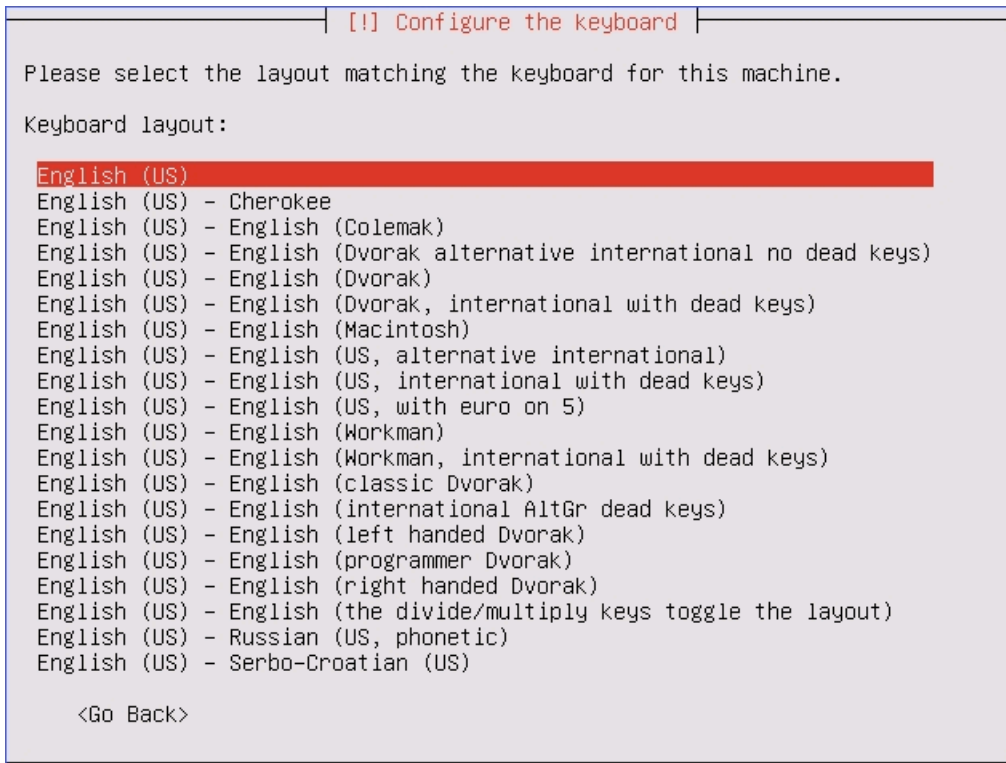 [!] Configure the keyboard
Please select the layout matching the keyboard for this machine.
Keyboard layout:
English (US)
English (US) - Cherokee
English (US) - English (Colemak)
English (US) - English (Dvorak alternative international no dead keys)
English (US) - English (Dvorak)
English (US) - English (Dvorak, international with dead keys)
English (US) - English (Macintosh)
English (US) - English (US, alternative international)
English (US) - English (US, international with dead keys)
English (US) - English (US, with euro on 5)
English (US) - English (Workman)
English (US) - English (Workman, international with dead keys)
English (US) - English (classic Dvorak)
English (US) - English (international AltGr dead keys)
English (US) - English (left handed Dvorak)
English (US) - English (programmer Dvorak)
English (US) - English (right handed Dvorak)
English (US) - English (the divide/multiply keys toggle the layout)
English (US) - Russian (US, phonetic)
English (US) - Serbo-Croatian (US)
<Go Back>